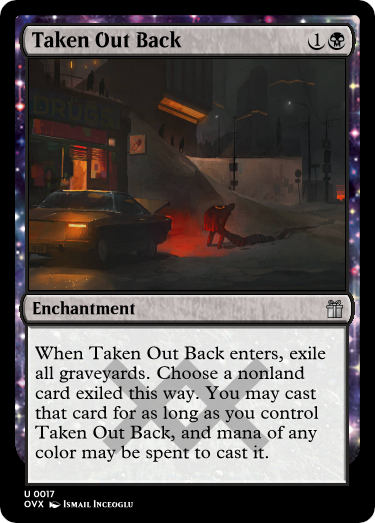 Taken Out Back 1
DRUGS
Enchantment
When Taken Out Back enters, exile
all graveyards. Choose a nonland
card exiled this way. You may cast
that card for as long as you control
Taken Out Back, and mana of any
color may be spent to cast it.
U 0017
OVX Ismail Inceoglu